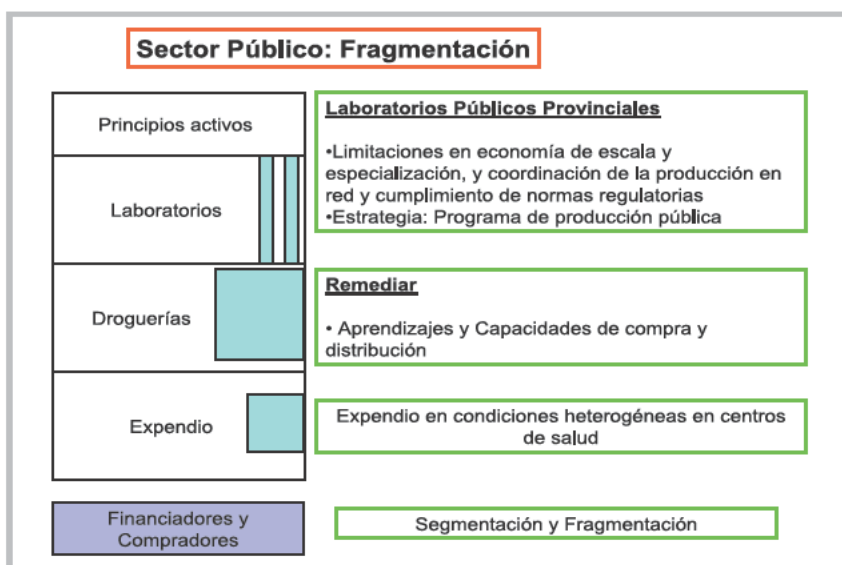 Sector Público: Fragmentación
Principios activos
Laboratorios Públicos Provinciales
•Limitaciones en economía de escala y
especialización, y coordinación de la producción en
red y cumplimiento de normas regulatorias
•Estrategia: Programa de producción pública
Laboratorios
Droguerías
Remediar
• Aprendizajes y Capacidades de compra y
distribución
Expendio
Expendio en condiciones heterogéneas en centros
de salud
Financiadores y
Compradores
Segmentación y Fragmentación